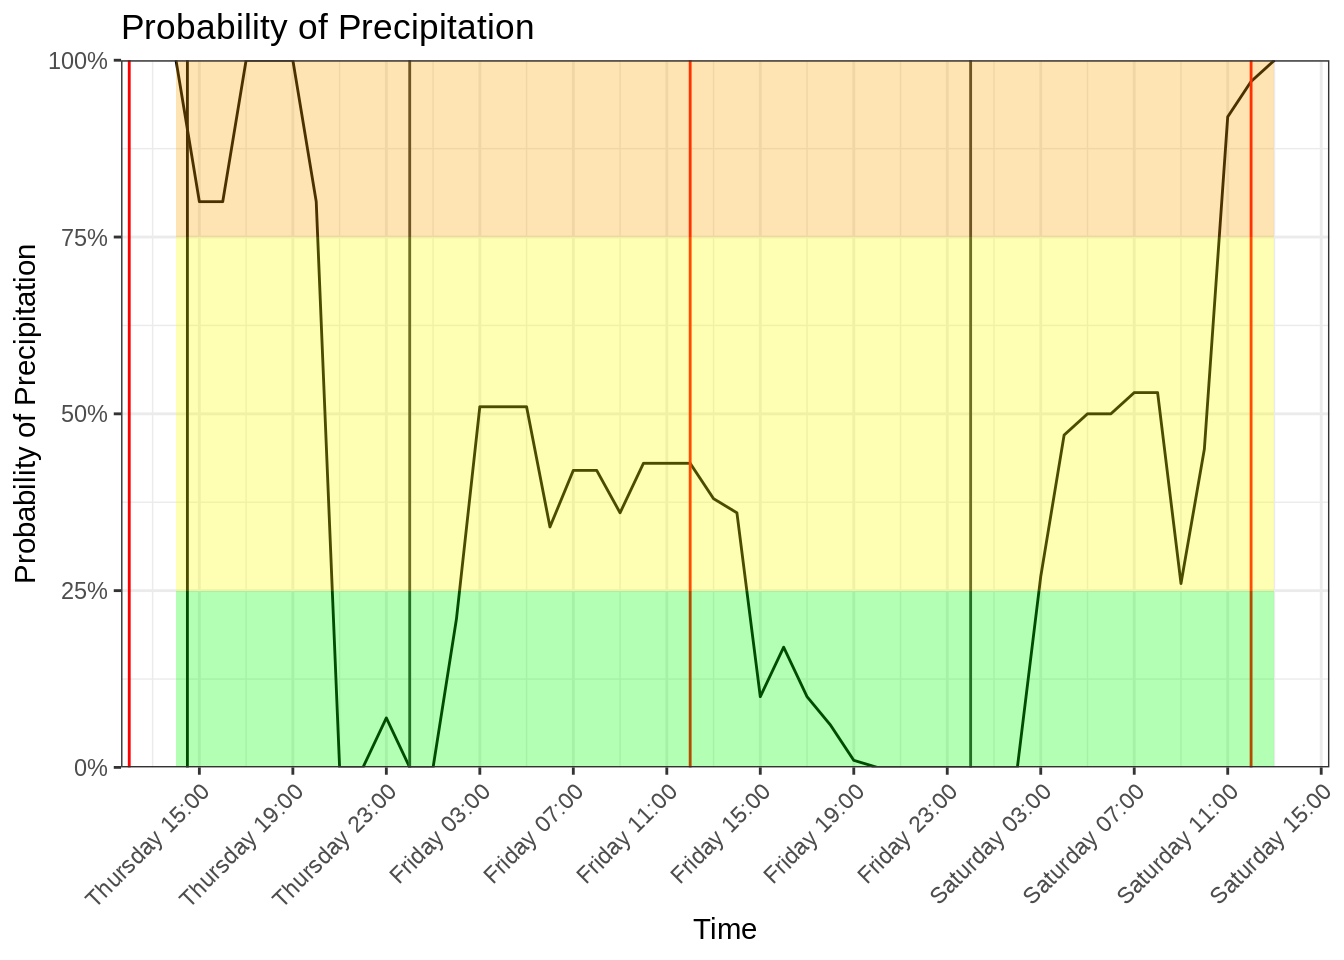 Probability of Precipitation
100%
75%
50%
25%
0%
Probability of Precipitation
Thursday 15:00
Thursday 19:00
Thursday 23:00
Friday 03:00
Friday 07:00
Friday 11:00
Friday 15:00
Friday 19:00
Friday 23:00
Saturday 03:00
Saturday 07:00
Saturday 11:00
Saturday 15:00
Time